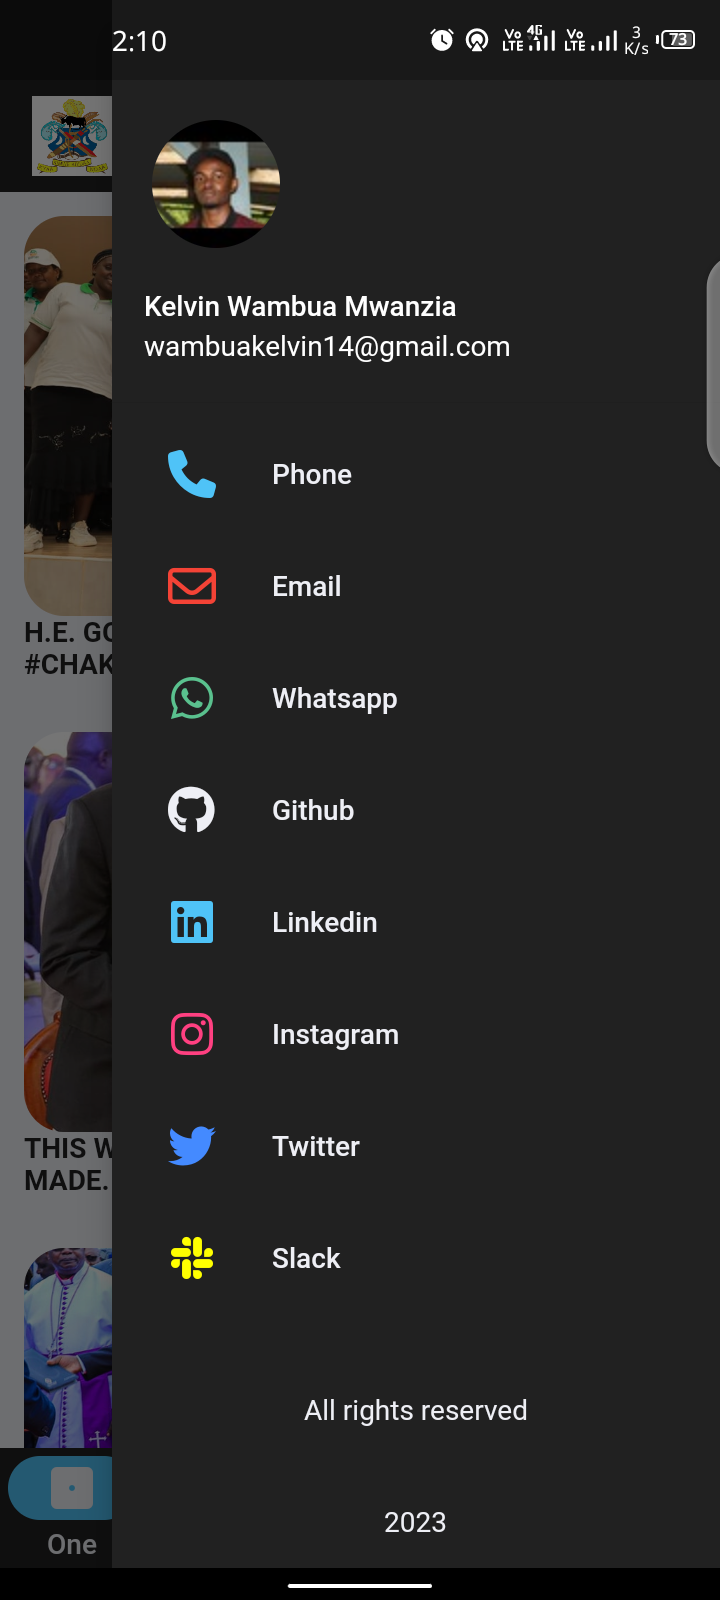 2:10
Vo LTE 4G
Vo LTE
3 K/s
73
Kelvin Wambua Mwanzia
wambuakelvin14@gmail.com
Phone
Email
Whatsapp
Github
Linkedin
Instagram
Twitter
Slack
All rights reserved
2023
H.E. GO
#CHAK
THIS W
MADE.
One